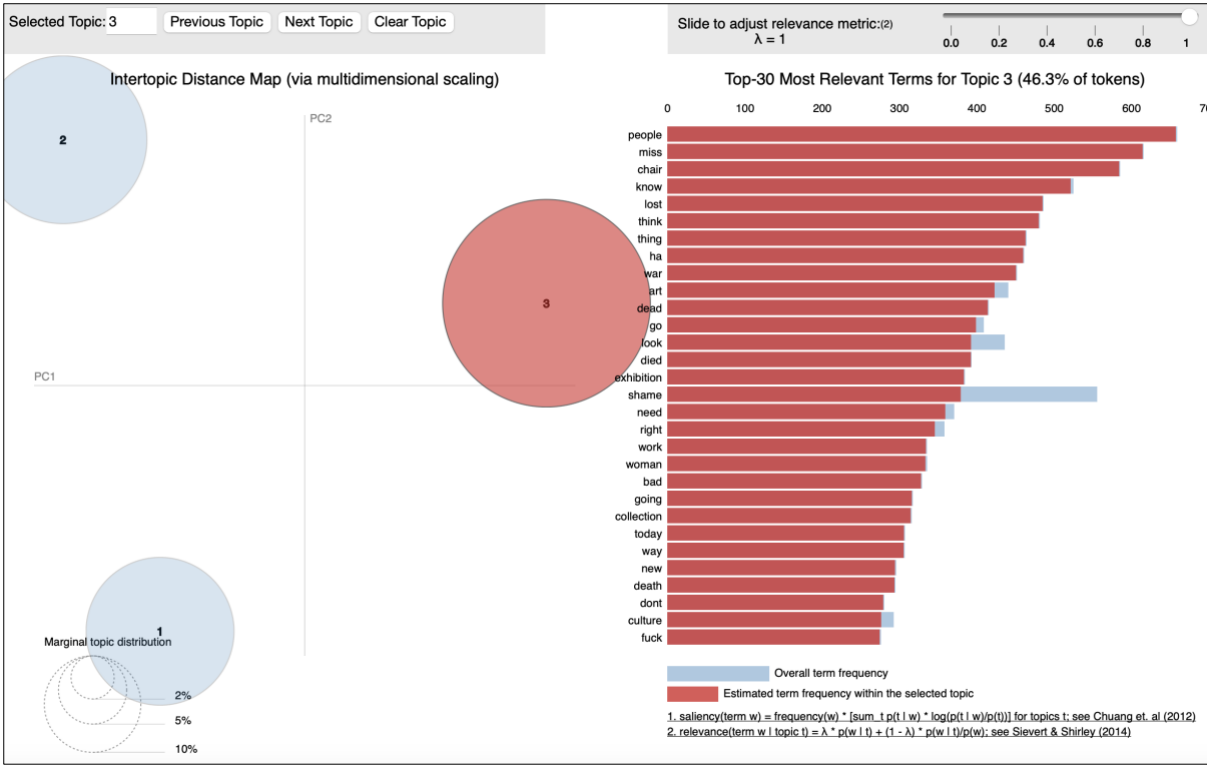 Selected Topic: 3 Previous Topic Next Topic Clear Topic
Slide to adjust relevance metric:(2)
λ = 1
0.0 0.2 0.4 0.6 0.8 1
Intertopic Distance Map (via multidimensional scaling)
PC2
PC1
2
3
1
Marginal topic distribution
2%
5%
10%
Top-30 Most Relevant Terms for Topic 3 (46.3% of tokens)
0 100 200 300 400 500 600
people
miss
chair
know
lost
think
thing
ha
war
art
dead
go
look
died
exhibition
shame
need
right
work
woman
bad
going
collection
today
way
new
death
dont
culture
fuck
Overall term frequency
Estimated term frequency within the selected topic
1. saliency(term w) = frequency(w) * [sum_t p(t | w) * log(p(t | w)/p(t))] for topics t; see Chuang et. al (2012)
2. relevance(term w | topic t) = λ * p(w | t) + (1 - λ) * p(w | t)/p(w); see Sievert & Shirley (2014)